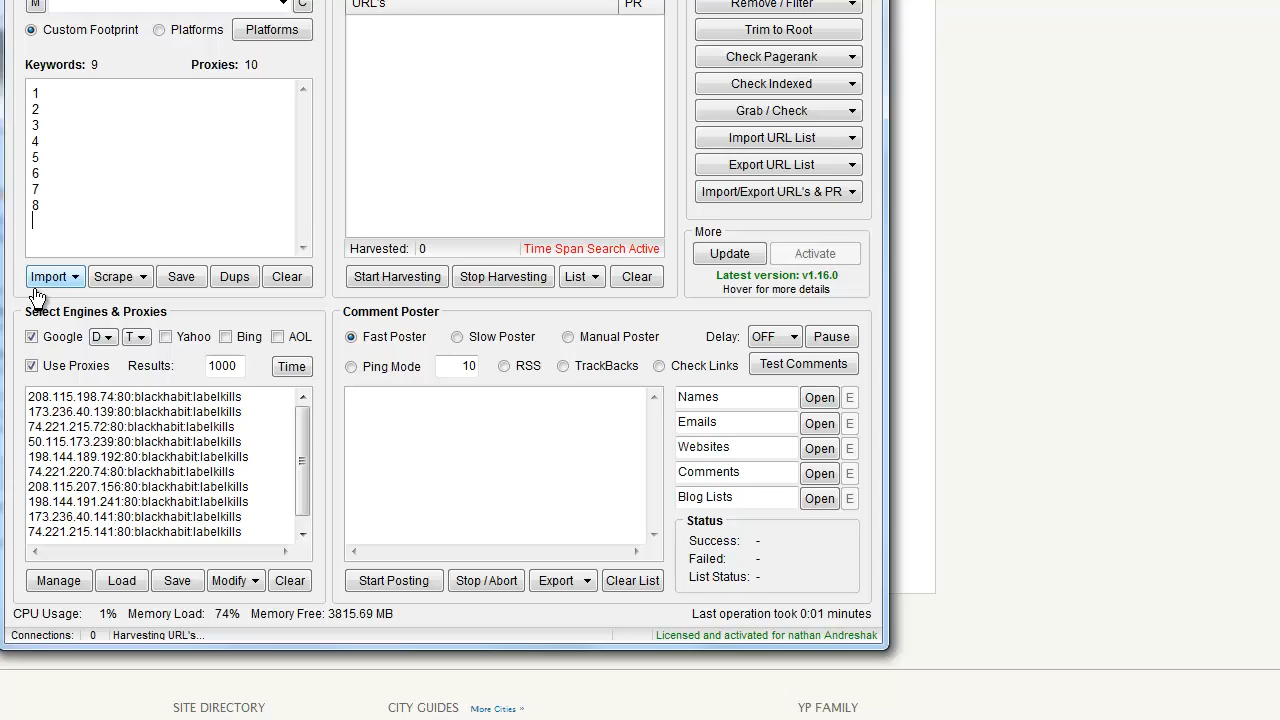 M
C
URL's
PR
Remove / Filter
Custom Footprint
Platforms
Platforms
Trim to Root
Keywords: 9
Proxies: 10
Check Pagerank
Check Indexed
Grab / Check
Import URL List
Export URL List
Import/Export URL's & PR
1
2
3
4
5
6
7
8
Harvested: 0
Time Span Search Active
More
Update
Activate
Latest version: v1.16.0
Hover for more details
Import
Scrape
Save
Dups
Clear
Start Harvesting
Stop Harvesting
List
Clear
Select Engines & Proxies
Google
D
T
Yahoo
Bing
AOL
Use Proxies
Results:
1000
Time
208.115.198.74:80:blackhabit:labelkills
173.236.40.139:80:blackhabit:labelkills
74.221.215.72:80:blackhabit:labelkills
50.115.173.239:80:blackhabit:labelkills
198.144.189.192:80:blackhabit:labelkills
74.221.220.74:80:blackhabit:labelkills
208.115.207.156:80:blackhabit:labelkills
198.144.191.241:80:blackhabit:labelkills
173.236.40.141:80:blackhabit:labelkills
74.221.215.141:80:blackhabit:labelkills
Manage
Load
Save
Modify
Clear
Comment Poster
Fast Poster
Slow Poster
Manual Poster
Delay:
OFF
Pause
Ping Mode
10
RSS
TrackBacks
Check Links
Test Comments
Names
Open
E
Emails
Open
E
Websites
Open
E
Comments
Open
E
Blog Lists
Open
E
Status
Success: -
Failed: -
List Status: -
Start Posting
Stop / Abort
Export
Clear List
CPU Usage: 1% Memory Load: 74% Memory Free: 3815.69 MB
Last operation took 0:01 minutes
Connections: 0
Harvesting URL's...
Licensed and activated for nathan Andreshak
SITE DIRECTORY
CITY GUIDES More Cities »
YP FAMILY